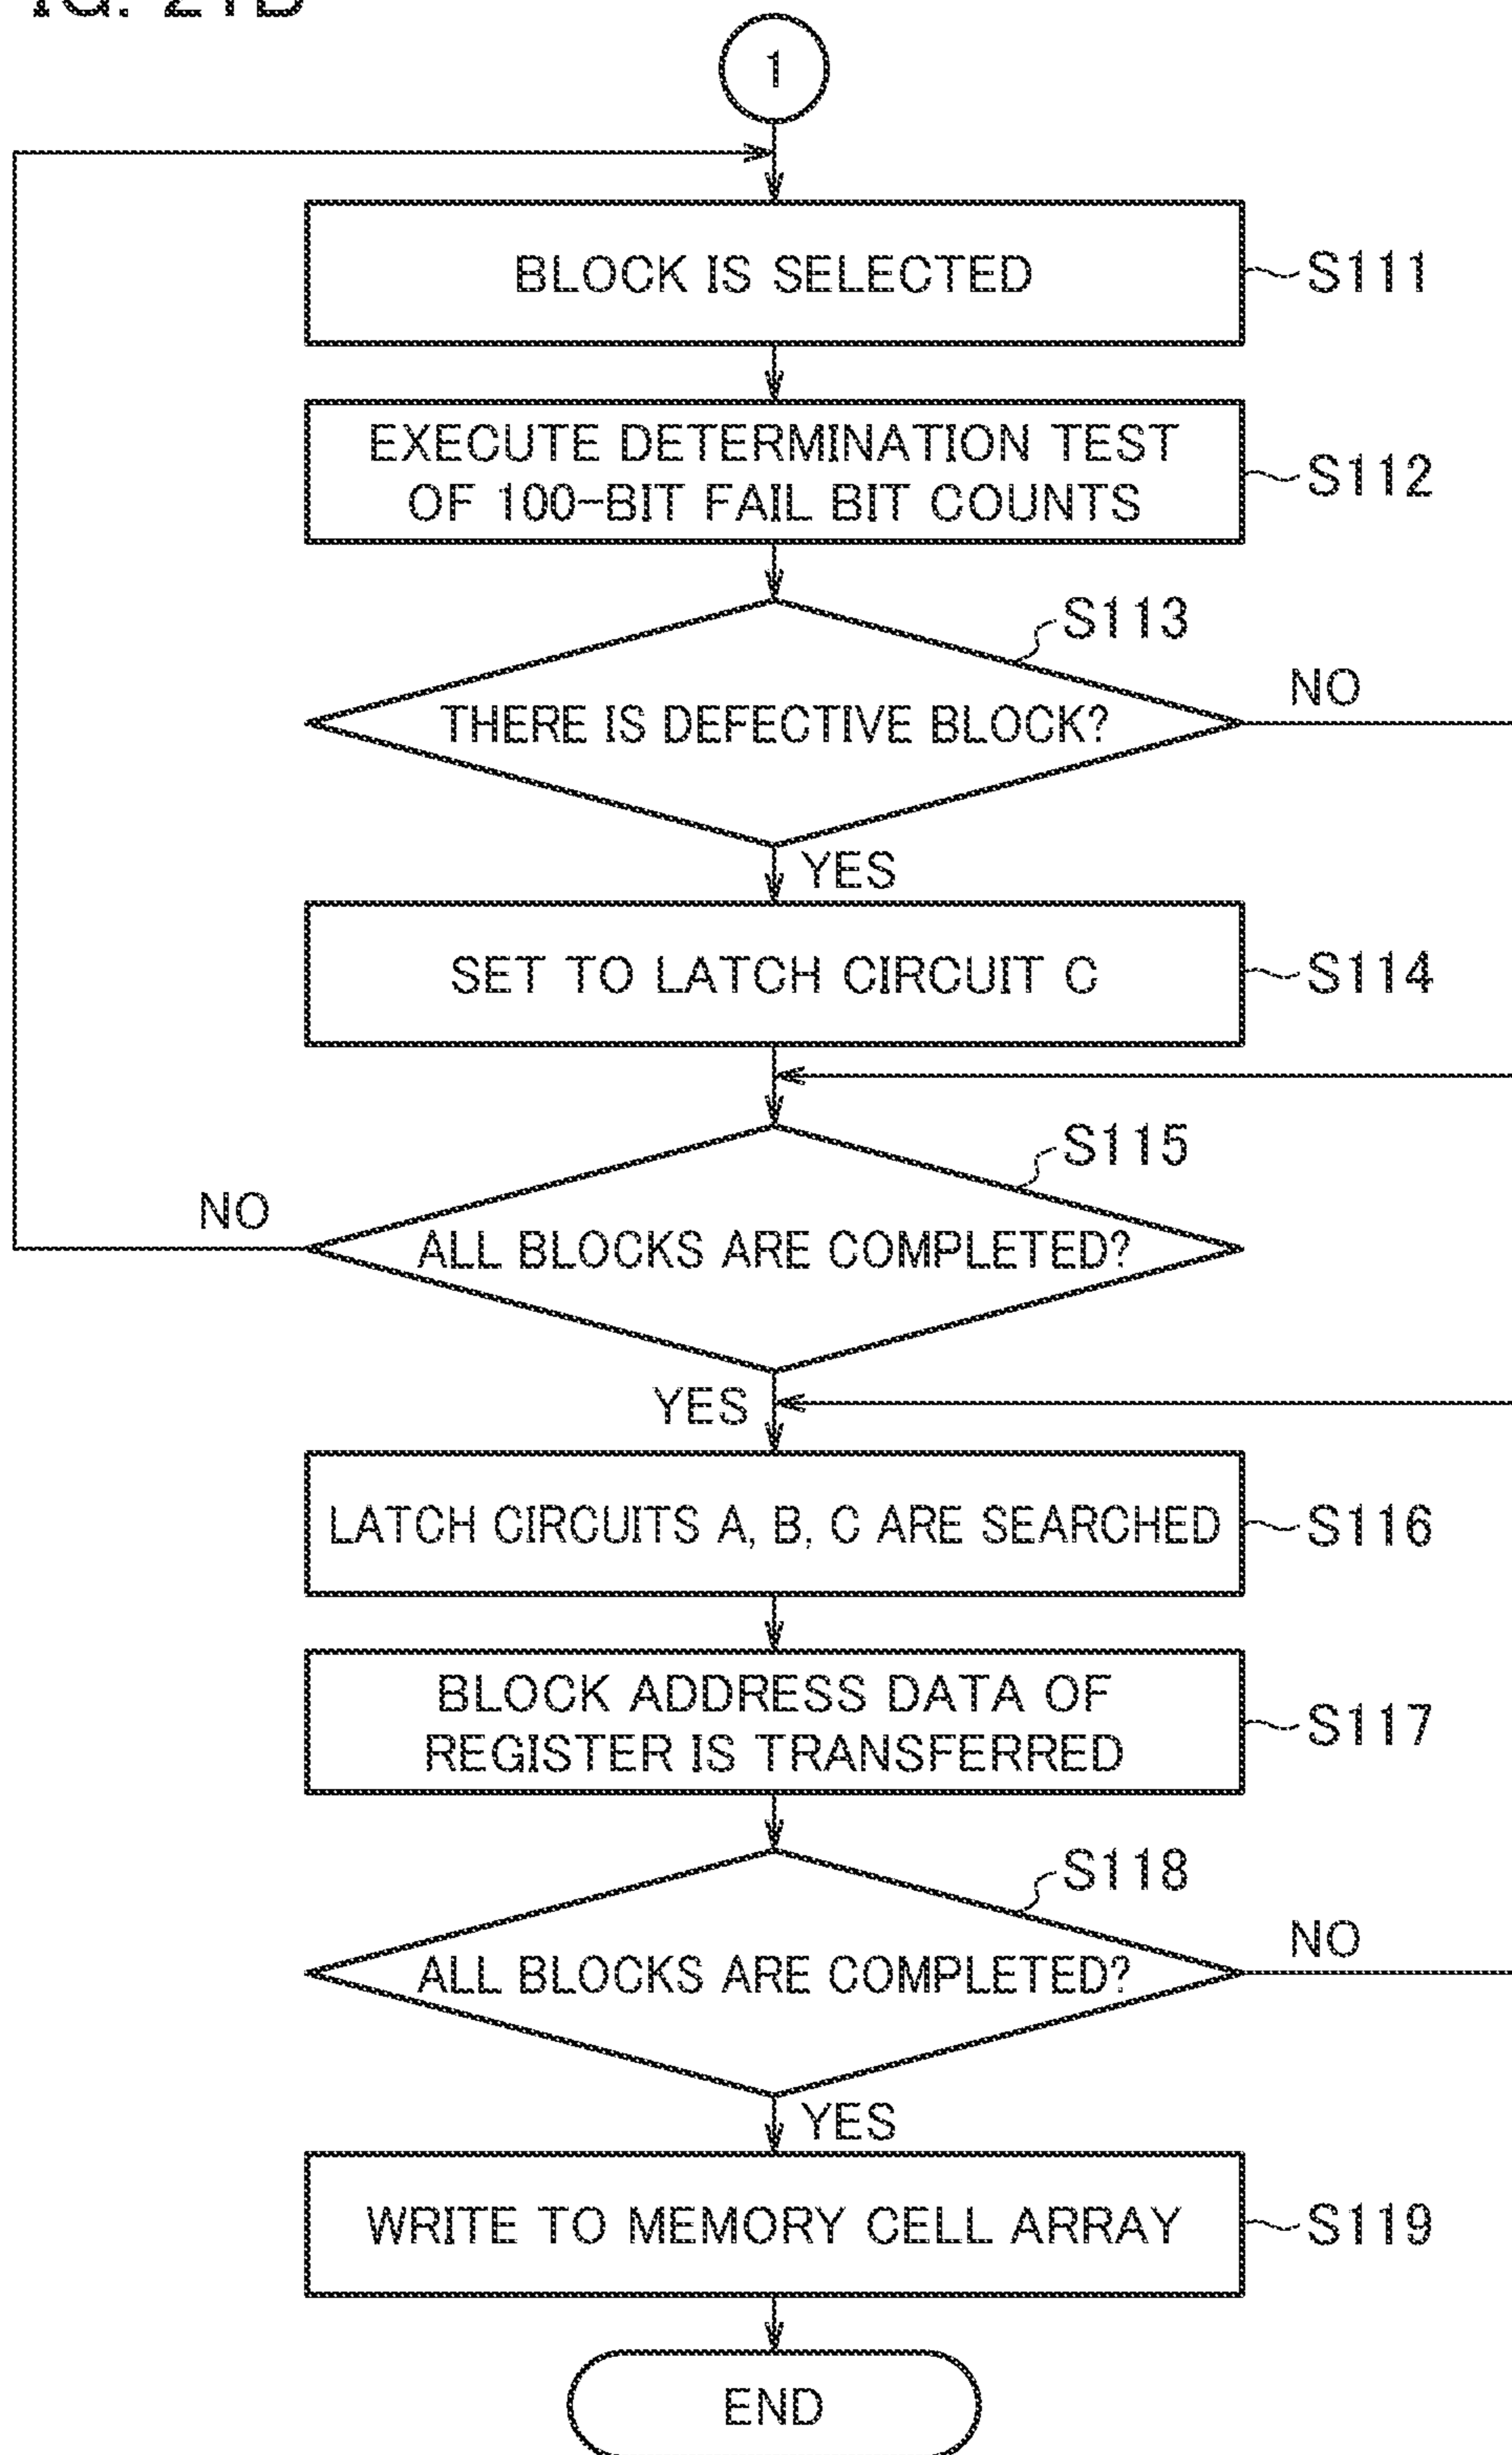 1
BLOCK IS SELECTED
S111
EXECUTE DETERMINATION TEST
OF 100-BIT FAIL BIT COUNTS
S112
S113
THERE IS DEFECTIVE BLOCK?
NO
YES
SET TO LATCH CIRCUIT C
S114
S115
NO
ALL BLOCKS ARE COMPLETED?
YES
LATCH CIRCUITS A, B, C ARE SEARCHED
S116
BLOCK ADDRESS DATA OF
REGISTER IS TRANSFERRED
S117
S118
ALL BLOCKS ARE COMPLETED?
NO
YES
WRITE TO MEMORY CELL ARRAY
S119
END